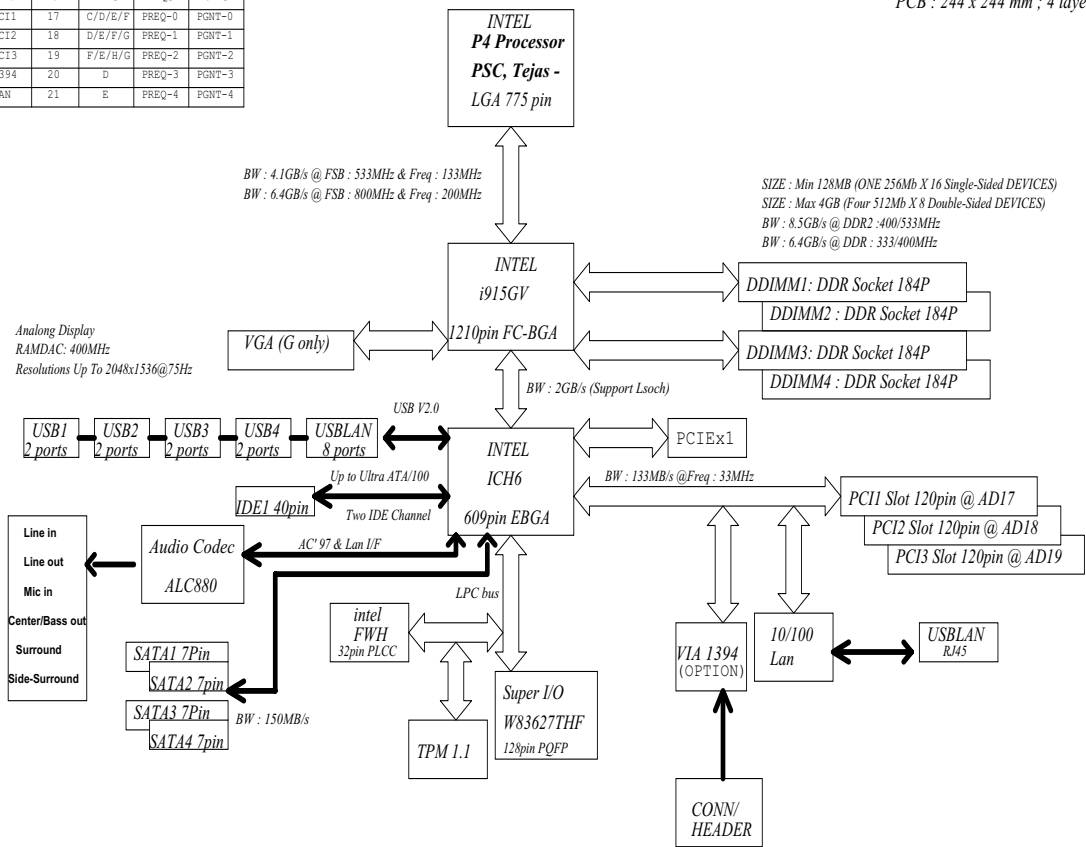 PCB : 244 x 244 mm ; 4 laye
CI1 17 C/D/E/F PREQ-0 PGNT-0
CI2 18 D/E/F/G PREQ-1 PGNT-1
CI3 19 F/E/H/G PREQ-2 PGNT-2
394 20 D PREQ-3 PGNT-3
AN 21 E PREQ-4 PGNT-4
INTEL
P4 Processor
PSC, Tejas -
LGA 775 pin
BW : 4.1GB/s @ FSB : 533MHz & Freq : 133MHz
BW : 6.4GB/s @ FSB : 800MHz & Freq : 200MHz
SIZE : Min 128MB (ONE 256Mb X 16 Single-Sided DEVICES)
SIZE : Max 4GB (Four 512Mb X 8 Double-Sided DEVICES)
BW : 8.5GB/s @ DDR2 :400/533MHz
BW : 6.4GB/s @ DDR : 333/400MHz
INTEL
i915GV
1210pin FC-BGA
DDIMM1: DDR Socket 184P
DDIMM2 : DDR Socket 184P
DDIMM3: DDR Socket 184P
DDIMM4 : DDR Socket 184P
Analong Display
RAMDAC: 400MHz
Resolutions Up To 2048x1536@75Hz
VGA (G only)
BW : 2GB/s (Support Lsoch)
USB V2.0
USB1
2 ports
USB2
2 ports
USB3
2 ports
USB4
2 ports
USBLAN
8 ports
INTEL
ICH6
609pin EBGA
PCIEx1
Up to Ultra ATA/100
IDE1 40pin
Two IDE Channel
BW : 133MB/s @Freq : 33MHz
PCI1 Slot 120pin @ AD17
PCI2 Slot 120pin @ AD18
PCI3 Slot 120pin @ AD19
Line in
Line out
Mic in
Center/Bass out
Surround
Side-Surround
Audio Codec
ALC880
AC' 97 & Lan I/F
LPC bus
intel
FWH
32pin PLCC
SATA1 7Pin
SATA2 7pin
SATA3 7Pin
SATA4 7pin
BW : 150MB/s
TPM 1.1
Super I/O
W83627THF
128pin PQFP
VIA 1394
(OPTION)
10/100
Lan
USBLAN
RJ45
CONN/
HEADER